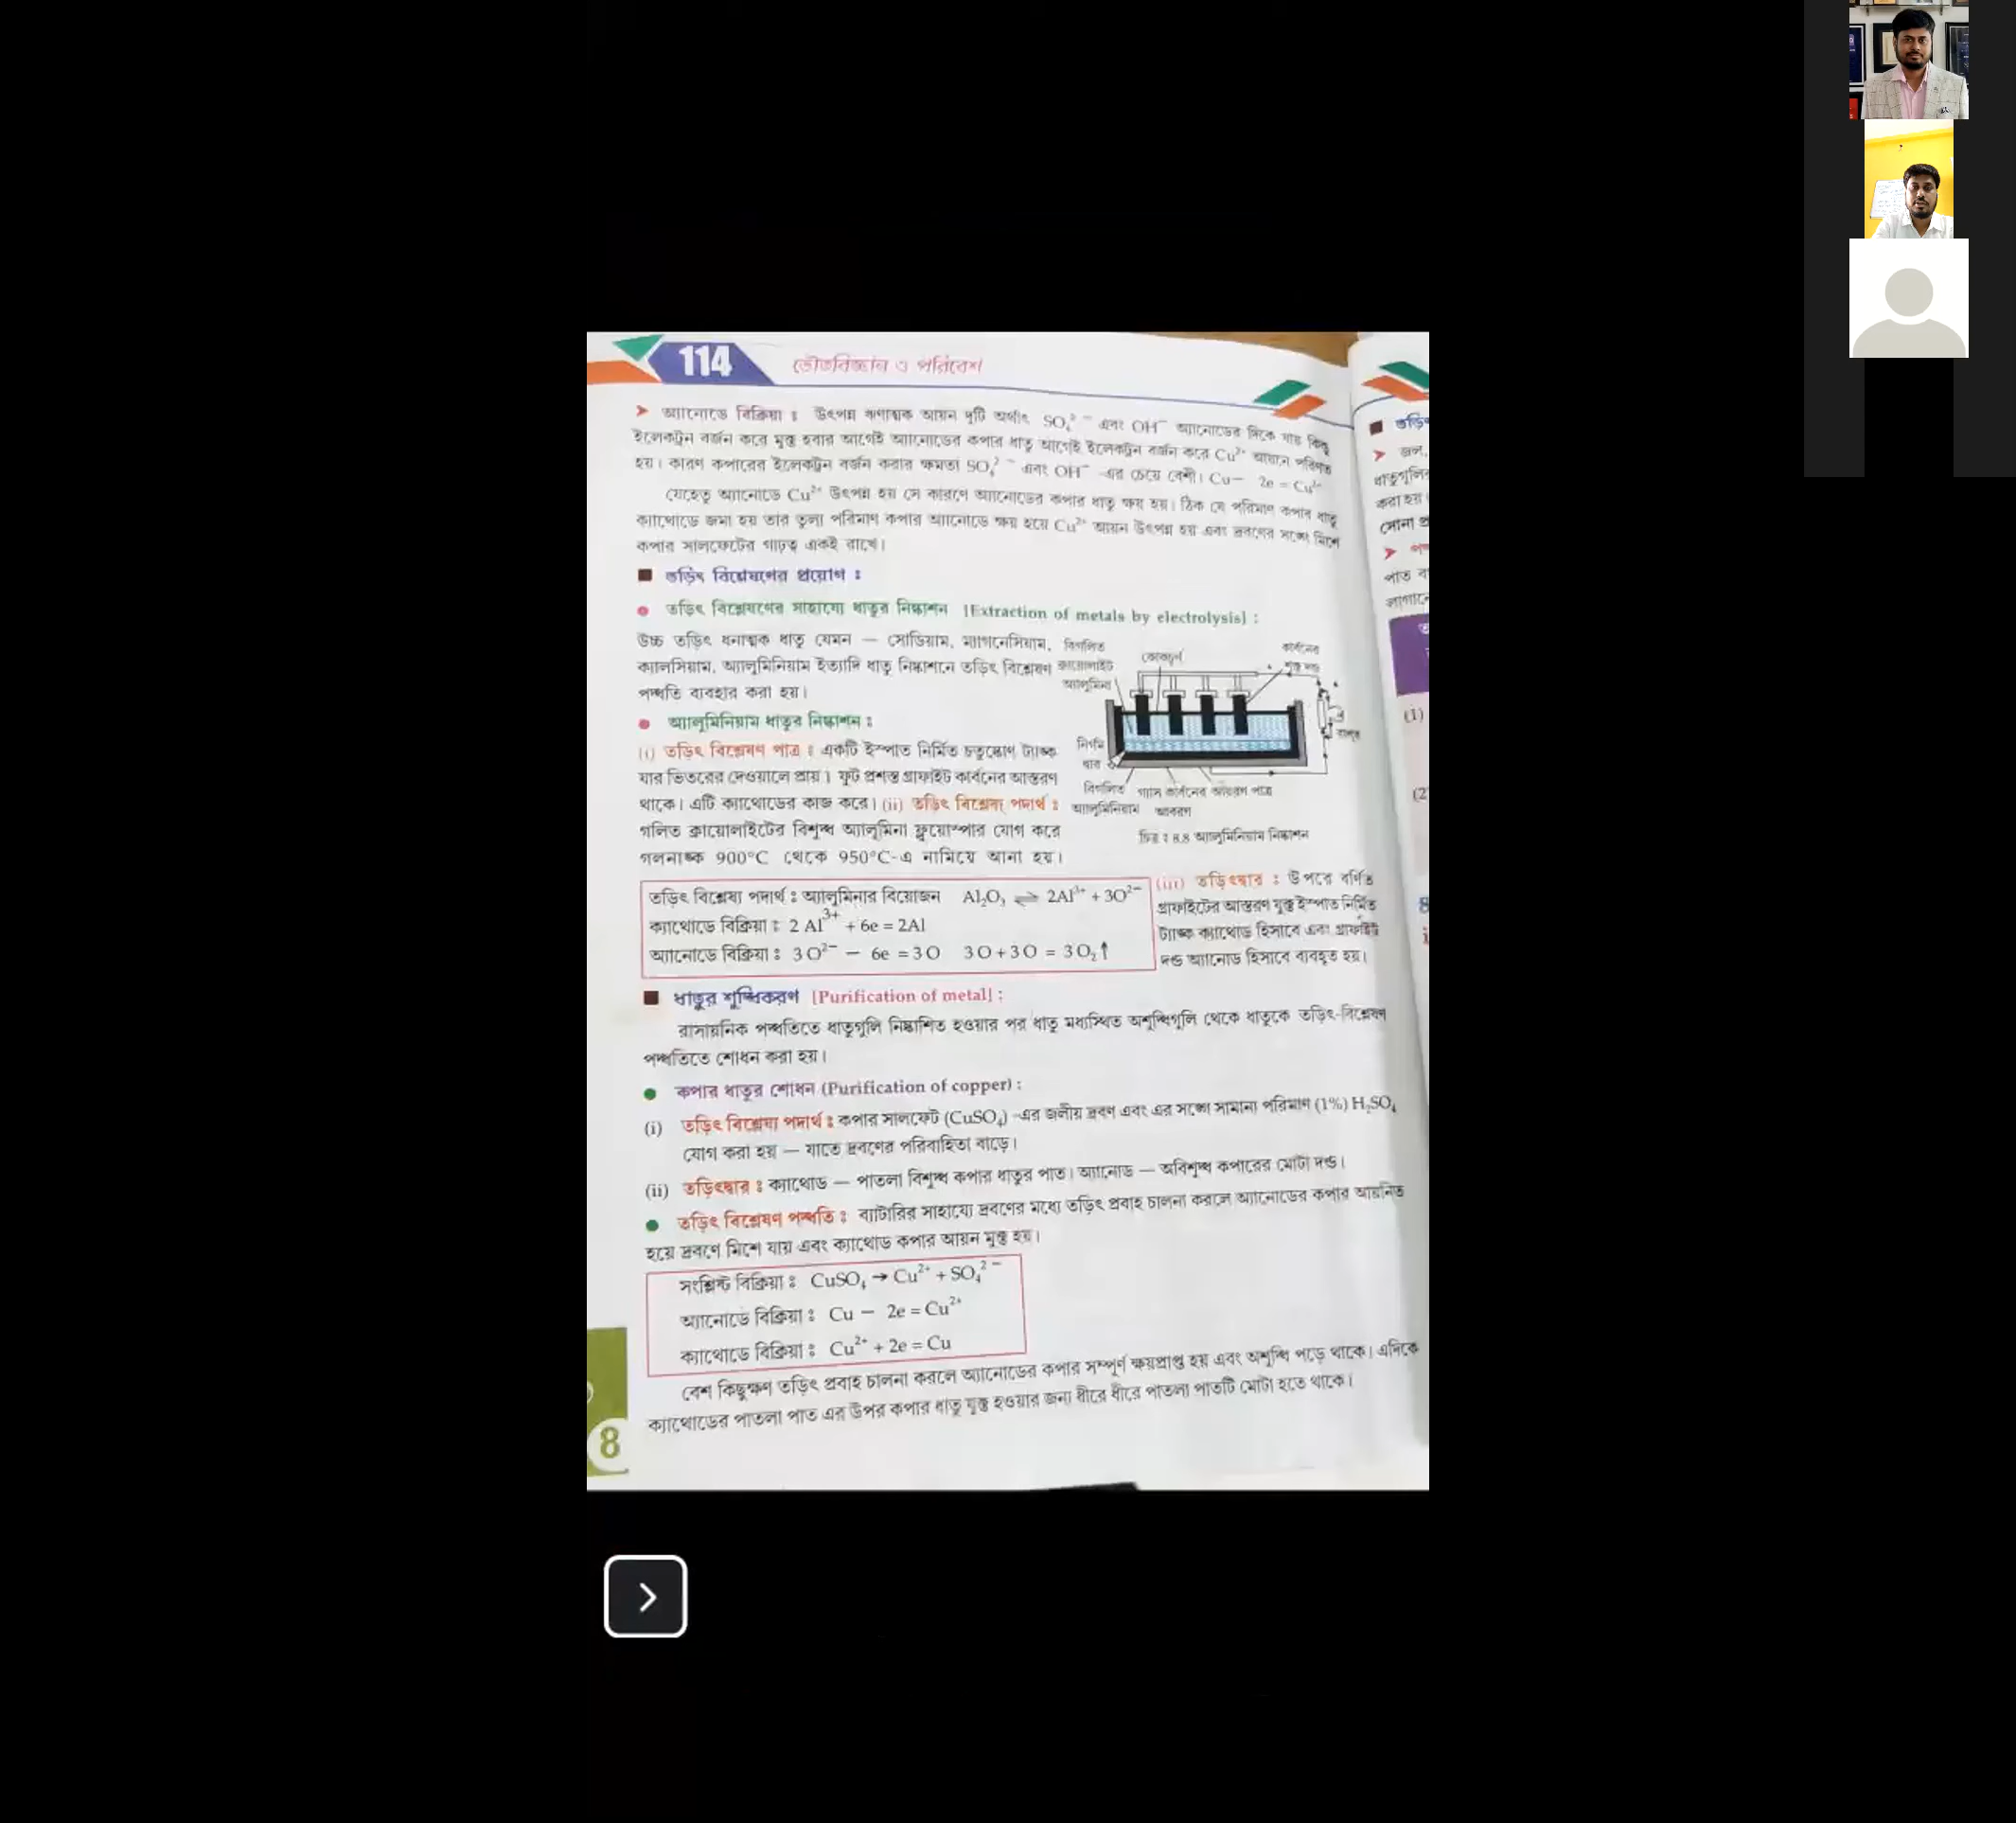 114
ভৌতবিজ্ঞান ও পরিবেশ
➤ অ্যানোডে বিক্রিয়া : উৎপন্ন ঋণাত্মক আয়ন দুটি অর্থাৎ SO₄²⁻ এবং OH⁻ অ্যানোডের দিকে যায় কিন্তু
ইলেকট্রন বর্জন করে মুক্ত হবার আগেই অ্যানোডের কপার ধাতু আগেই ইলেকট্রন বর্জন করে Cu²⁺ আয়নে পরিণত
হয়। কারণ কপারের ইলেকট্রন বর্জন করার ক্ষমতা SO₄²⁻ এবং OH⁻ -এর চেয়ে বেশী। Cu − 2e = Cu²⁺
যেহেতু অ্যানোডে Cu²⁺ উৎপন্ন হয় সে কারণে অ্যানোডের কপার ধাতু ক্ষয় হয়। ঠিক যে পরিমাণ কপার ধাতু
ক্যাথোডে জমা হয় তার তুল্য পরিমাণ কপার অ্যানোডে ক্ষয় হয়ে Cu²⁺ আয়ন উৎপন্ন হয় এবং দ্রবণের সঙ্গে মিশে
কপার সালফেটের গাঢ়ত্ব একই রাখে।
■ তড়িৎ বিশ্লেষণের প্রয়োগ :
● তড়িৎ বিশ্লেষণের সাহায্যে ধাতুর নিষ্কাশন [Extraction of metals by electrolysis] :
উচ্চ তড়িৎ ধনাত্মক ধাতু যেমন — সোডিয়াম, ম্যাগনেসিয়াম,
ক্যালসিয়াম, অ্যালুমিনিয়াম ইত্যাদি ধাতু নিষ্কাশনে তড়িৎ বিশ্লেষণ
পদ্ধতি ব্যবহার করা হয়।
● অ্যালুমিনিয়াম ধাতুর নিষ্কাশন :
(i) তড়িৎ বিশ্লেষণ পাত্র : একটি ইস্পাত নির্মিত চতুষ্কোণ ট্যাঙ্ক
যার ভিতরের দেওয়ালে প্রায় 1 ফুট প্রশস্ত গ্রাফাইট কার্বনের আস্তরণ
থাকে। এটি ক্যাথোডের কাজ করে। (ii) তড়িৎ বিশ্লেষ্য পদার্থ :
গলিত ক্রায়োলাইটের বিশুদ্ধ অ্যালুমিনা ফ্লুয়োস্পার যোগ করে
গলনাঙ্ক 900°C থেকে 950°C-এ নামিয়ে আনা হয়।
বিগলিত
ক্রায়োলাইট
অ্যালুমিনা
কোকচূর্ণ
কার্বনের
নির্গম
দ্বার
বিগলিত
অ্যালুমিনিয়াম
গ্যাস কার্বনের
আবরণ
পাত্র
চিত্র : 8.8 অ্যালুমিনিয়াম নিষ্কাশন
তড়িৎ বিশ্লেষ্য পদার্থ : অ্যালুমিনার বিয়োজন Al₂O₃ ⇌ 2Al³⁺ + 3O²⁻
ক্যাথোডে বিক্রিয়া : 2 Al³⁺ + 6e = 2Al
অ্যানোডে বিক্রিয়া : 3O²⁻ − 6e = 3O 3O + 3O = 3O₂↑
(iii) তড়িৎদ্বার : উপরে বর্ণিত
গ্রাফাইটের আস্তরণ যুক্ত ইস্পাত নির্মিত
ট্যাঙ্ক ক্যাথোড হিসাবে এবং গ্রাফাইট
দণ্ড অ্যানোড হিসাবে ব্যবহৃত হয়।
■ ধাতুর শুদ্ধিকরণ [Purification of metal] :
রাসায়নিক পদ্ধতিতে ধাতুগুলি নিষ্কাশিত হওয়ার পর ধাতু মধ্যস্থিত অশুদ্ধিগুলি থেকে ধাতুকে তড়িৎ-বিশ্লেষণ
পদ্ধতিতে শোধন করা হয়।
● কপার ধাতুর শোধন (Purification of copper) :
(i) তড়িৎ বিশ্লেষ্য পদার্থ : কপার সালফেট (CuSO₄) -এর জলীয় দ্রবণ এবং এর সঙ্গে সামান্য পরিমাণ (1%) H₂SO₄
যোগ করা হয় — যাতে দ্রবণের পরিবাহিতা বাড়ে।
(ii) তড়িৎদ্বার : ক্যাথোড — পাতলা বিশুদ্ধ কপার ধাতুর পাত। অ্যানোড — অবিশুদ্ধ কপারের মোটা দণ্ড।
● তড়িৎ বিশ্লেষণ পদ্ধতি : ব্যাটারির সাহায্যে দ্রবণের মধ্যে তড়িৎ প্রবাহ চালনা করলে অ্যানোডের কপার আয়নিত
হয়ে দ্রবণে মিশে যায় এবং ক্যাথোড কপার আয়ন মুক্ত হয়।
সংশ্লিষ্ট বিক্রিয়া : CuSO₄ → Cu²⁺ + SO₄²⁻
অ্যানোডে বিক্রিয়া : Cu − 2e = Cu²⁺
ক্যাথোডে বিক্রিয়া : Cu²⁺ + 2e = Cu
বেশ কিছুক্ষণ তড়িৎ প্রবাহ চালনা করলে অ্যানোডের কপার সম্পূর্ণ ক্ষয়প্রাপ্ত হয় এবং অশুদ্ধি পড়ে থাকে। এদিকে
ক্যাথোডের পাতলা পাত এর উপর কপার ধাতু যুক্ত হওয়ার জন্য ধীরে ধীরে পাতলা পাতটি মোটা হতে থাকে।
8
(1)
(2